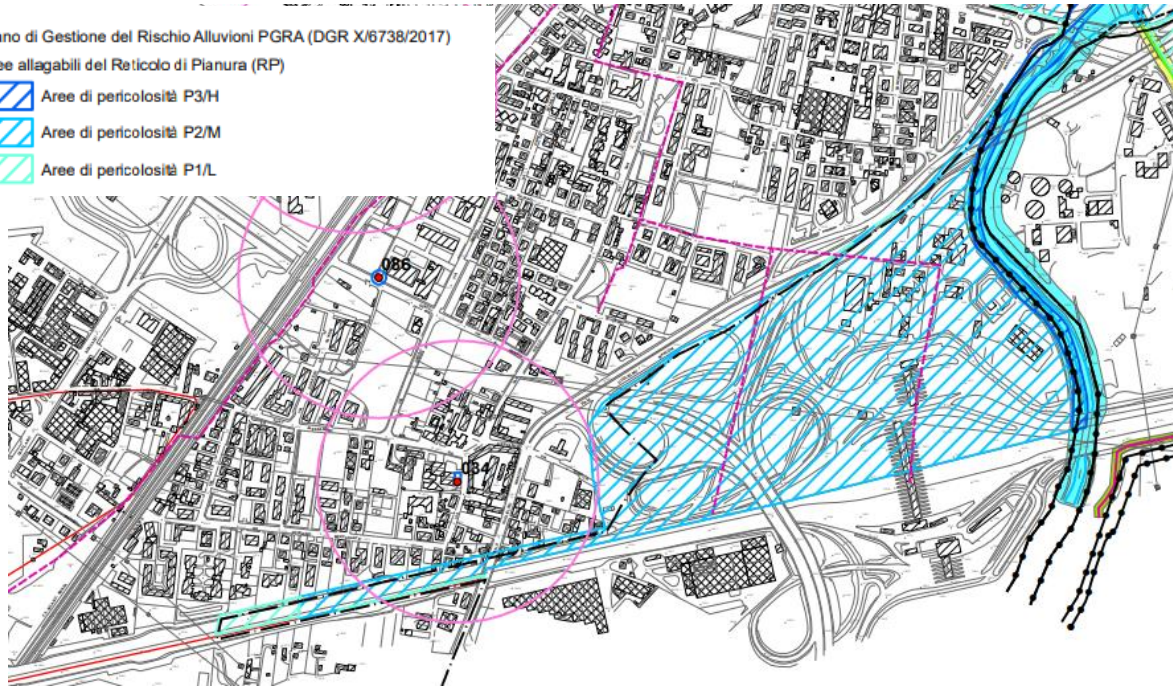 no di Gestione del Rischio Alluvioni PGRA (DGR X/6738/2017)
ee allagabili del Reticolo di Pianura (RP)
Aree di pericolosità P3/H
Aree di pericolosità P2/M
Aree di pericolosità P1/L
086
034